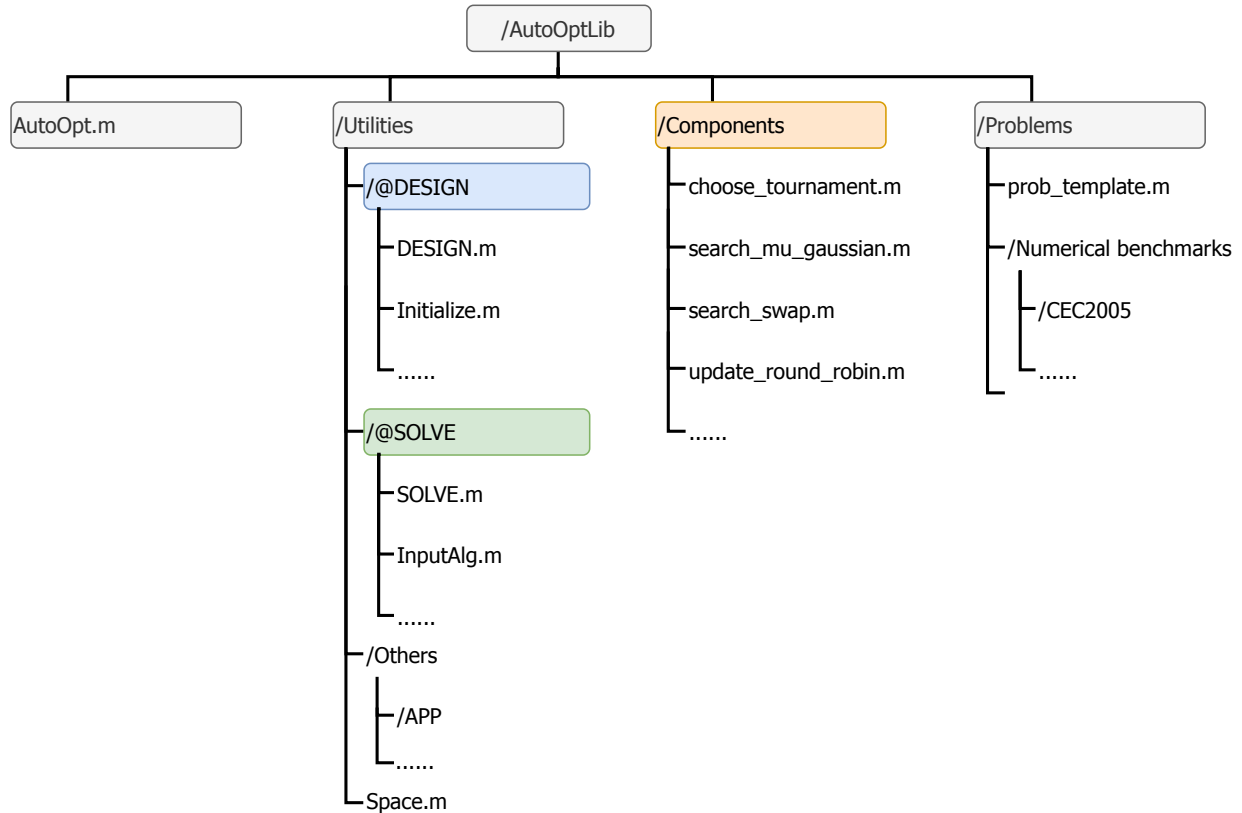 /AutoOptLib
AutoOpt.m
/Utilities
/@DESIGN
DESIGN.m
Initialize.m
......
/@SOLVE
SOLVE.m
InputAlg.m
......
/Others
/APP
......
Space.m
/Components
choose_tournament.m
search_mu_gaussian.m
search_swap.m
update_round_robin.m
......
/Problems
prob_template.m
/Numerical benchmarks
/CEC2005
......